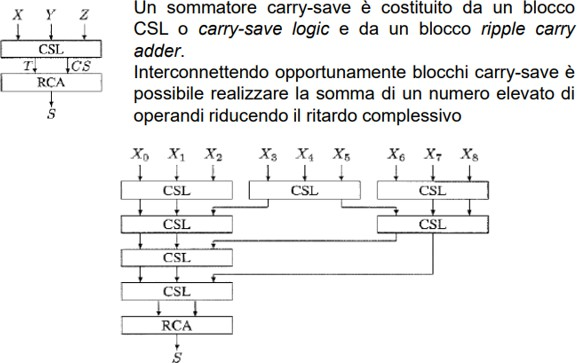 X Y Z
CSL
T CS
RCA
S
Un sommatore carry-save è costituito da un blocco
CSL o carry-save logic e da un blocco ripple carry
adder.
Interconnettendo opportunamente blocchi carry-save è
possibile realizzare la somma di un numero elevato di
operandi riducendo il ritardo complessivo
X0 X1 X2 X3 X4 X5 X6 X7 X8
CSL CSL CSL
CSL CSL
CSL
CSL
RCA
S